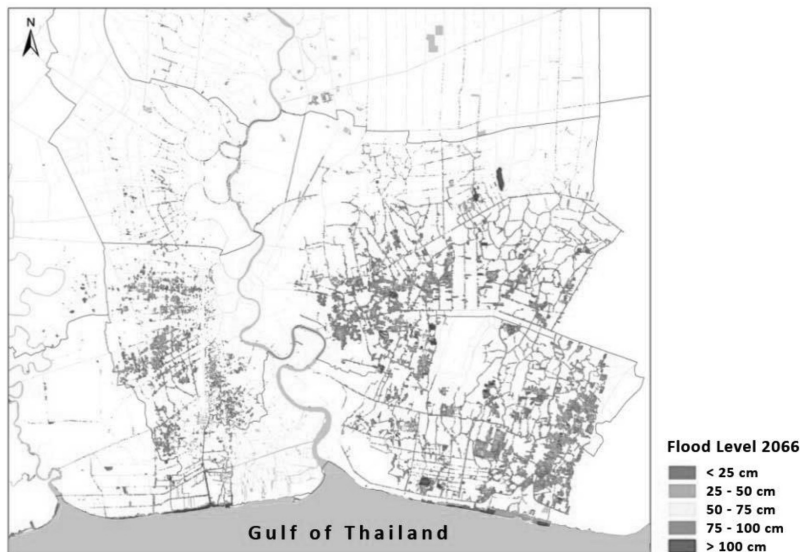 N
Gulf of Thailand
Flood Level 2066
< 25 cm
25 - 50 cm
50 - 75 cm
75 - 100 cm
> 100 cm